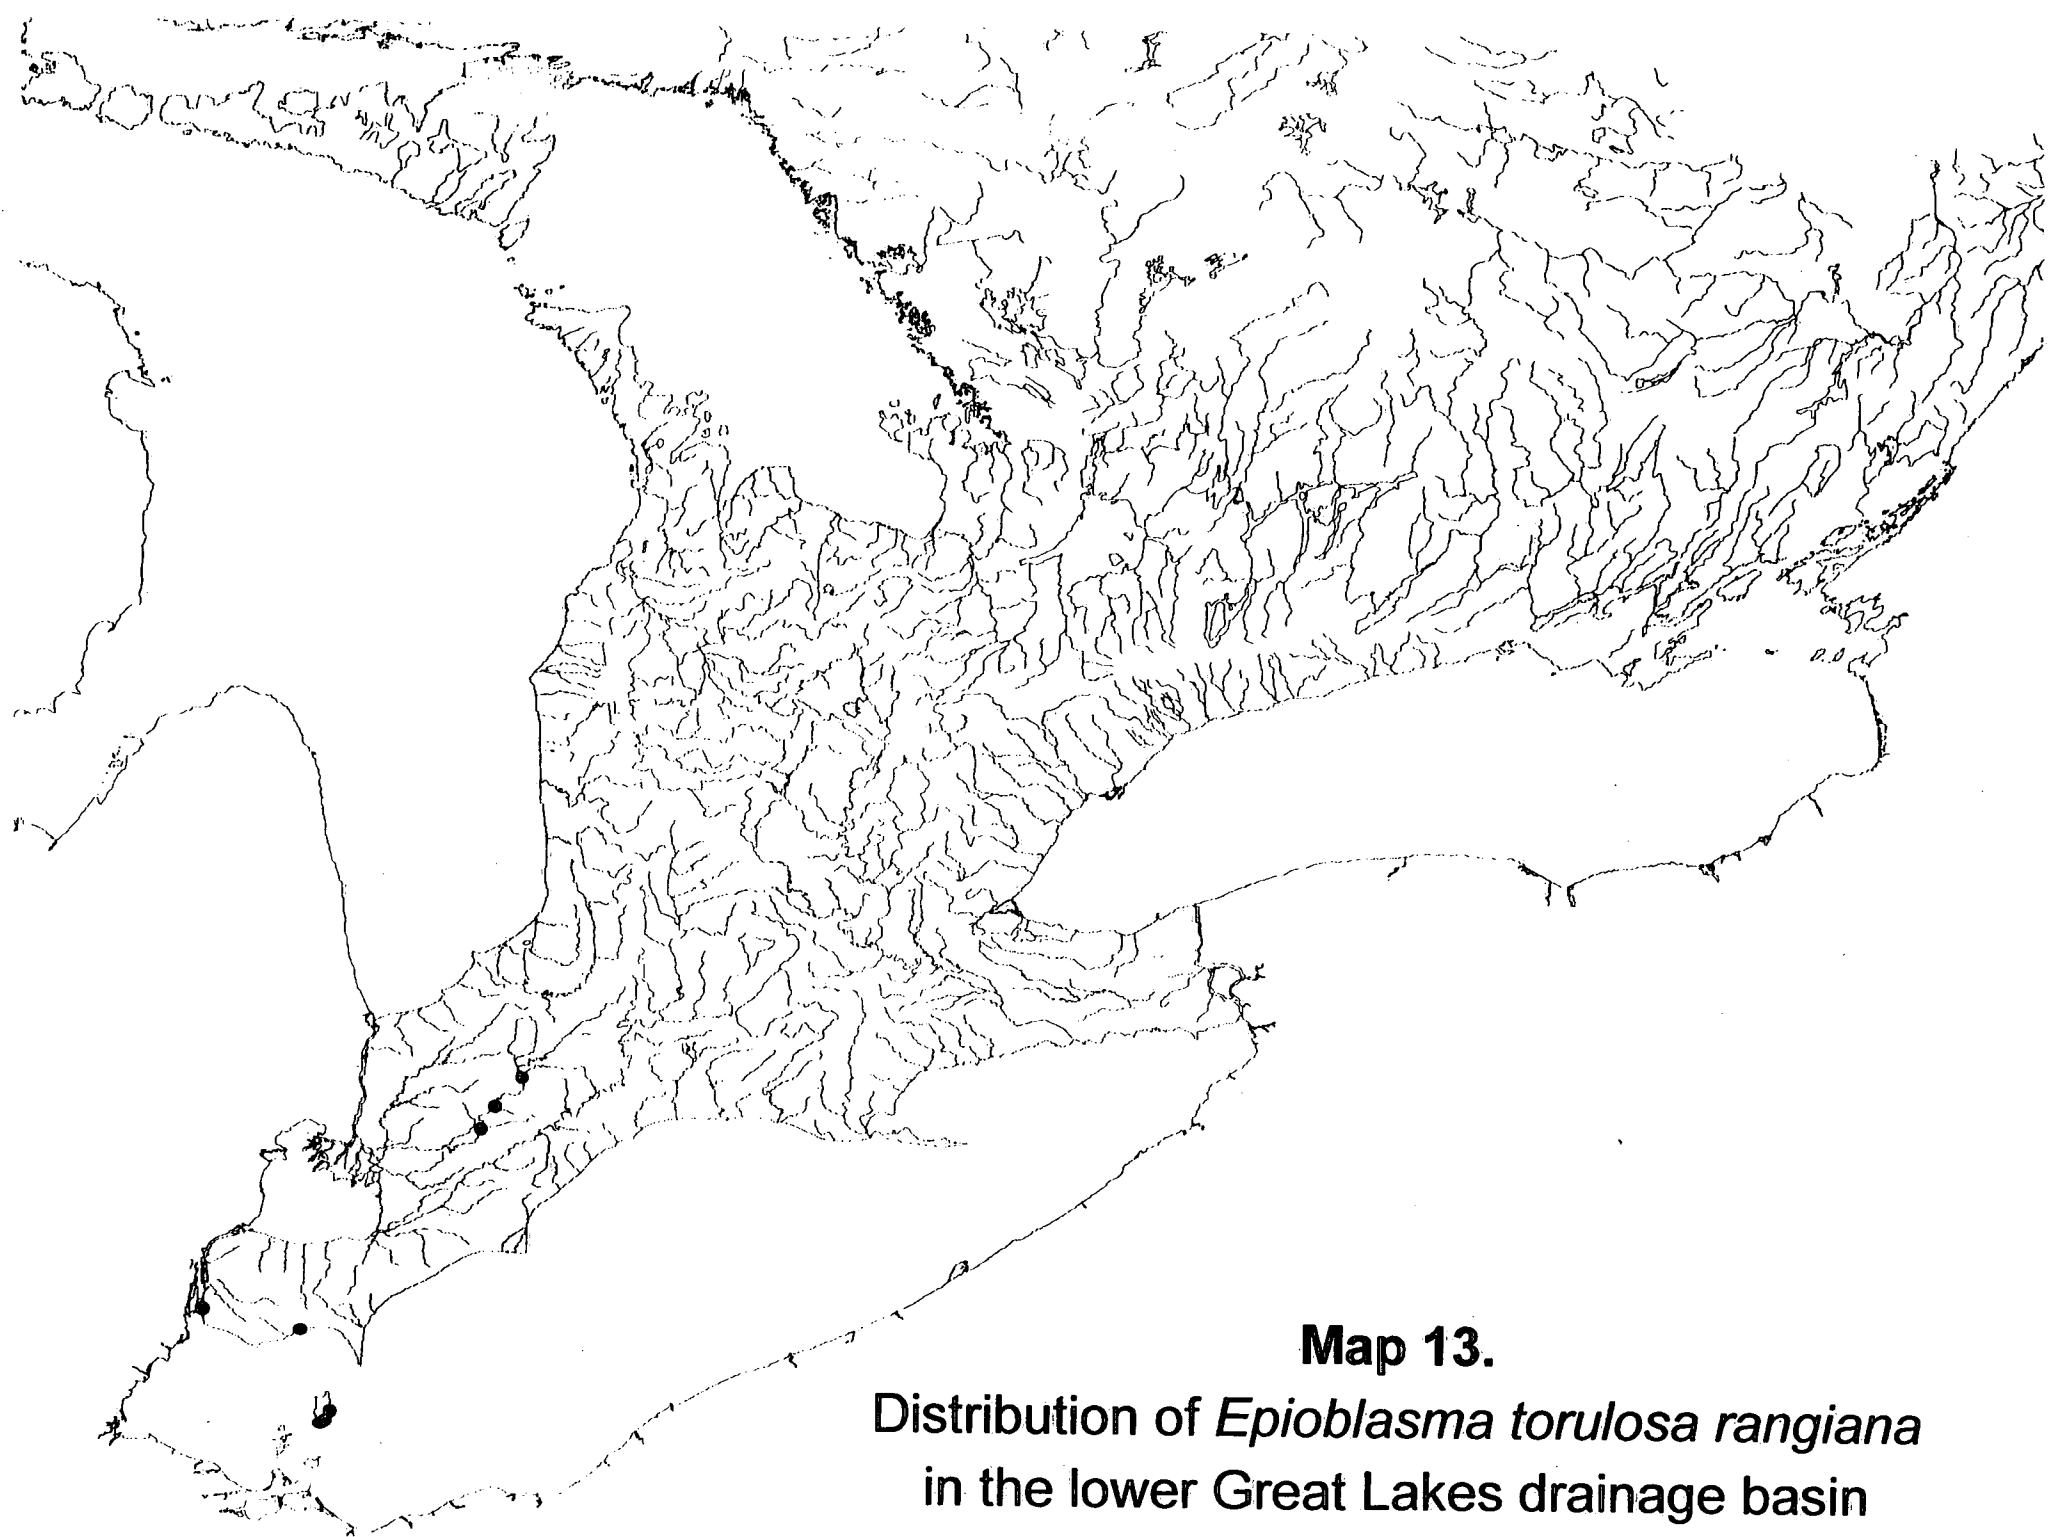 Map 13.
Distribution of Epioblasma torulosa rangiana
in the lower Great Lakes drainage basin